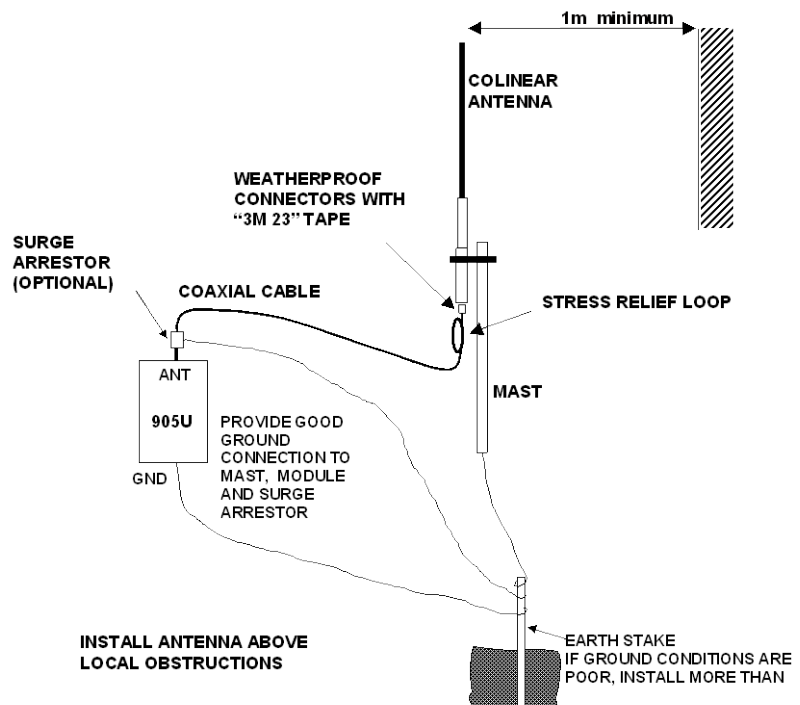 1m minimum
COLINEAR
ANTENNA
WEATHERPROOF
CONNECTORS WITH
“3M 23” TAPE
SURGE
ARRESTOR
(OPTIONAL)
COAXIAL CABLE
STRESS RELIEF LOOP
ANT
MAST
905U
PROVIDE GOOD
GROUND
CONNECTION TO
MAST, MODULE
AND SURGE
ARRESTOR
GND
INSTALL ANTENNA ABOVE
LOCAL OBSTRUCTIONS
EARTH STAKE
IF GROUND CONDITIONS ARE
POOR, INSTALL MORE THAN